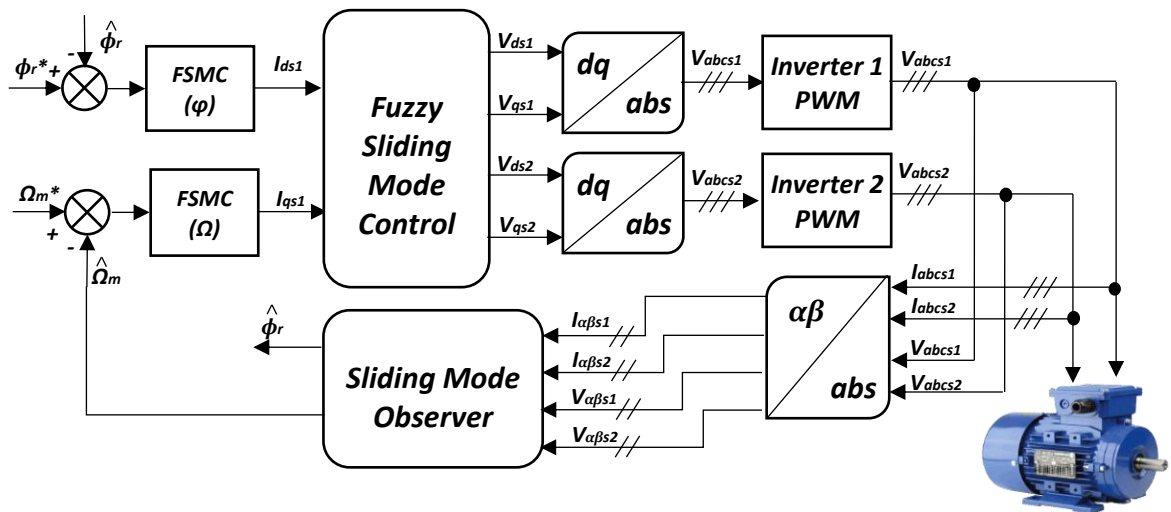 ϕ̂r
-
ϕr* +
FSMC
(φ)
Ids1
Ωm*
+
-
Ω̂m
FSMC
(Ω)
Iqs1
Fuzzy
Sliding
Mode
Control
Vds1
Vqs1
Vds2
Vqs2
dq
abs
Vabcs1
Inverter 1
PWM
Vabcs1
dq
abs
Vabcs2
Inverter 2
PWM
Vabcs2
αβ
abs
Iabcs1
Iabcs2
Vabcs1
Vabcs2
Iαβs1
Iαβs2
Vαβs1
Vαβs2
Sliding Mode
Observer
ϕ̂r